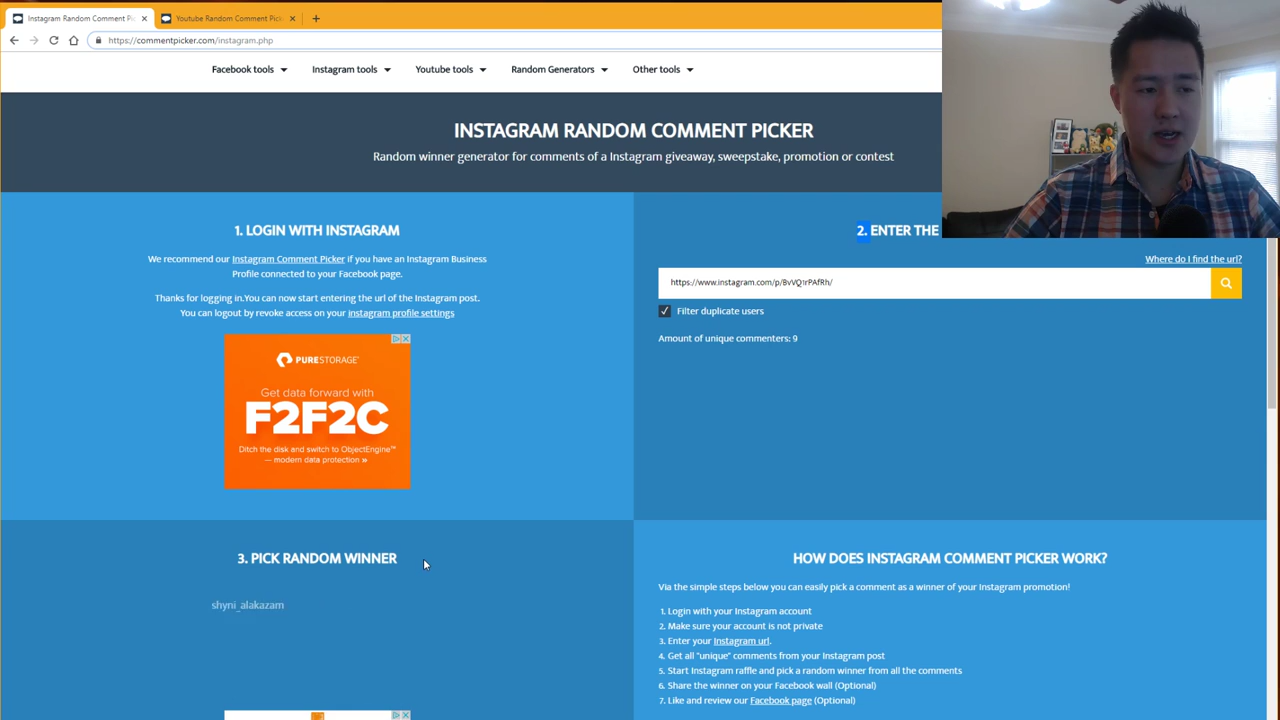 Instagram Random Comment Pic
Youtube Random Comment Pick
https://commentpicker.com/instagram.php
Facebook tools
Instagram tools
Youtube tools
Random Generators
Other tools
INSTAGRAM RANDOM COMMENT PICKER
Random winner generator for comments of a Instagram giveaway, sweepstake, promotion or contest
1. LOGIN WITH INSTAGRAM
We recommend our Instagram Comment Picker if you have an Instagram Business
Profile connected to your Facebook page.
Thanks for logging in.You can now start entering the url of the Instagram post.
You can logout by revoke access on your instagram profile settings
PURESTORAGE
Get data forward with
F2F2C
Ditch the disk and switch to ObjectEngine™
— modern data protection »
2. ENTER THE
Where do I find the url?
https://www.instagram.com/p/BvVQ1rPAfRh/
Filter duplicate users
Amount of unique commenters: 9
3. PICK RANDOM WINNER
shyni_alakazam
HOW DOES INSTAGRAM COMMENT PICKER WORK?
Via the simple steps below you can easily pick a comment as a winner of your Instagram promotion!
1. Login with your Instagram account
2. Make sure your account is not private
3. Enter your Instagram url.
4. Get all "unique" comments from your Instagram post
5. Start Instagram raffle and pick a random winner from all the comments
6. Share the winner on your Facebook wall (Optional)
7. Like and review our Facebook page (Optional)